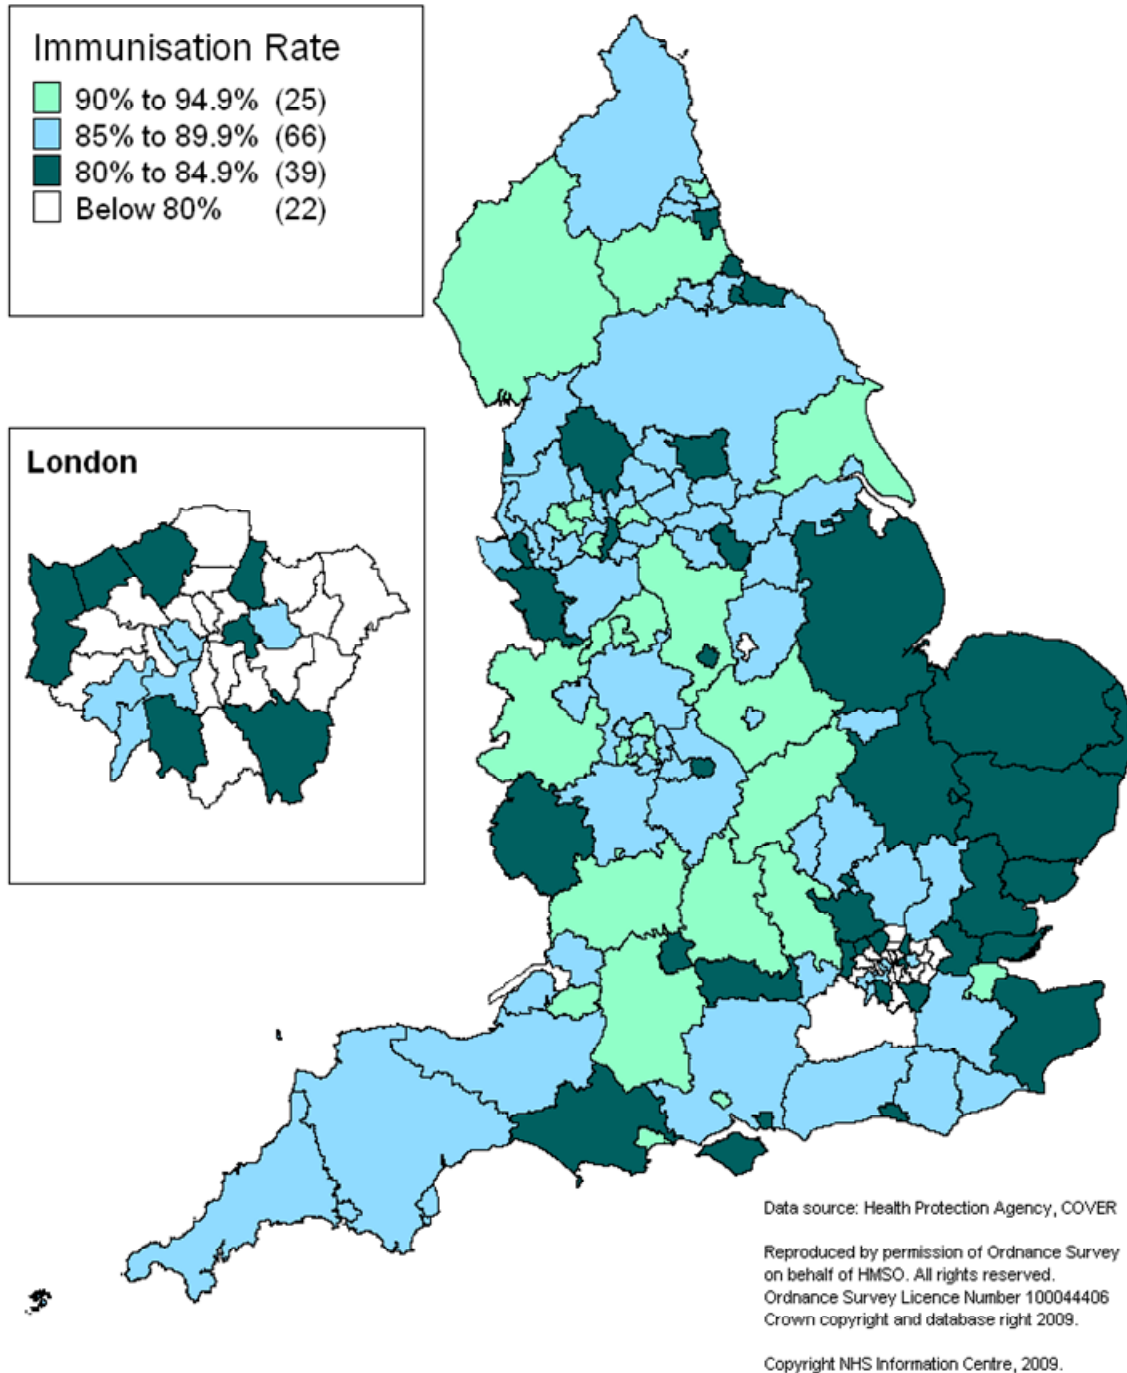 Immunisation Rate
90% to 94.9% (25)
85% to 89.9% (66)
80% to 84.9% (39)
Below 80% (22)
London
Data source: Health Protection Agency, COVER
Reproduced by permission of Ordnance Survey
on behalf of HMSO. All rights reserved.
Ordnance Survey Licence Number 100044406
Crown copyright and database right 2009.
Copyright NHS Information Centre, 2009.